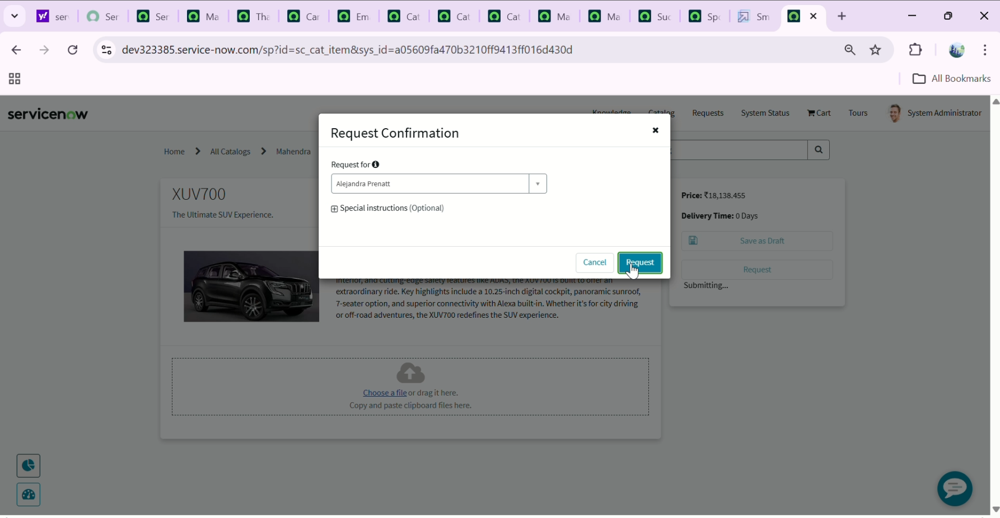 ser
Ser
Ser
Ma
Tha
Car
Em
Cat
Cat
Cat
Ma
Ma
Suc
Spo
Sm
dev323385.service-now.com/sp?id=sc_cat_item&sys_id=a05609fa470b3210ff9413ff016d430d
All Bookmarks
servicenow
Knowledge Catalog Requests System Status Cart Tours System Administrator
Home > All Catalogs > Mahendra
Request Confirmation
Request for
Alejandra Prenatt
Special instructions (Optional)
Cancel
Request
XUV700
The Ultimate SUV Experience.
interior, and cutting-edge safety features like ADAS, the XUV700 is built to offer an
extraordinary ride. Key highlights include a 10.25-inch digital cockpit, panoramic sunroof,
7-seater option, and superior connectivity with Alexa built-in. Whether it's for city driving
or off-road adventures, the XUV700 redefines the SUV experience.
Price: ₹18,138.455
Delivery Time: 0 Days
Save as Draft
Request
Submitting...
Choose a file or drag it here.
Copy and paste clipboard files here.